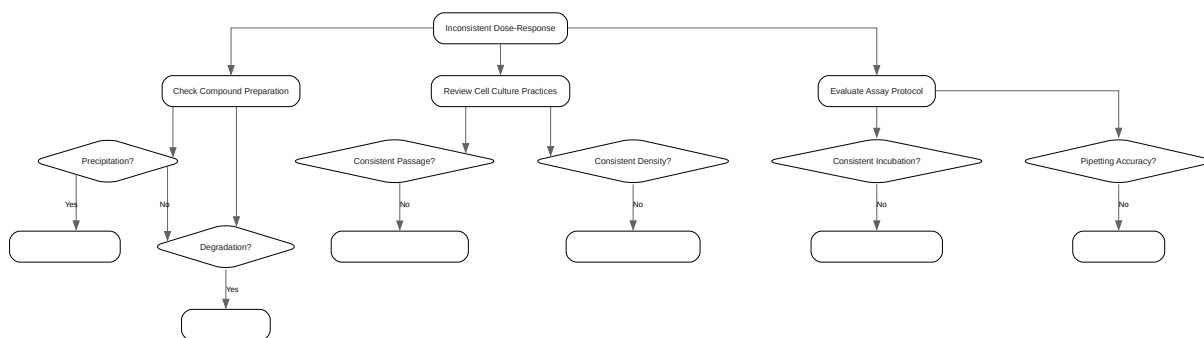 Inconsistent Dose-Response
Check Compound Preparation
Review Cell Culture Practices
Evaluate Assay Protocol
Precipitation?
Consistent Passage?
Consistent Density?
Consistent Incubation?
Pipetting Accuracy?
Yes
No
No
No
No
No
Degradation?
Yes